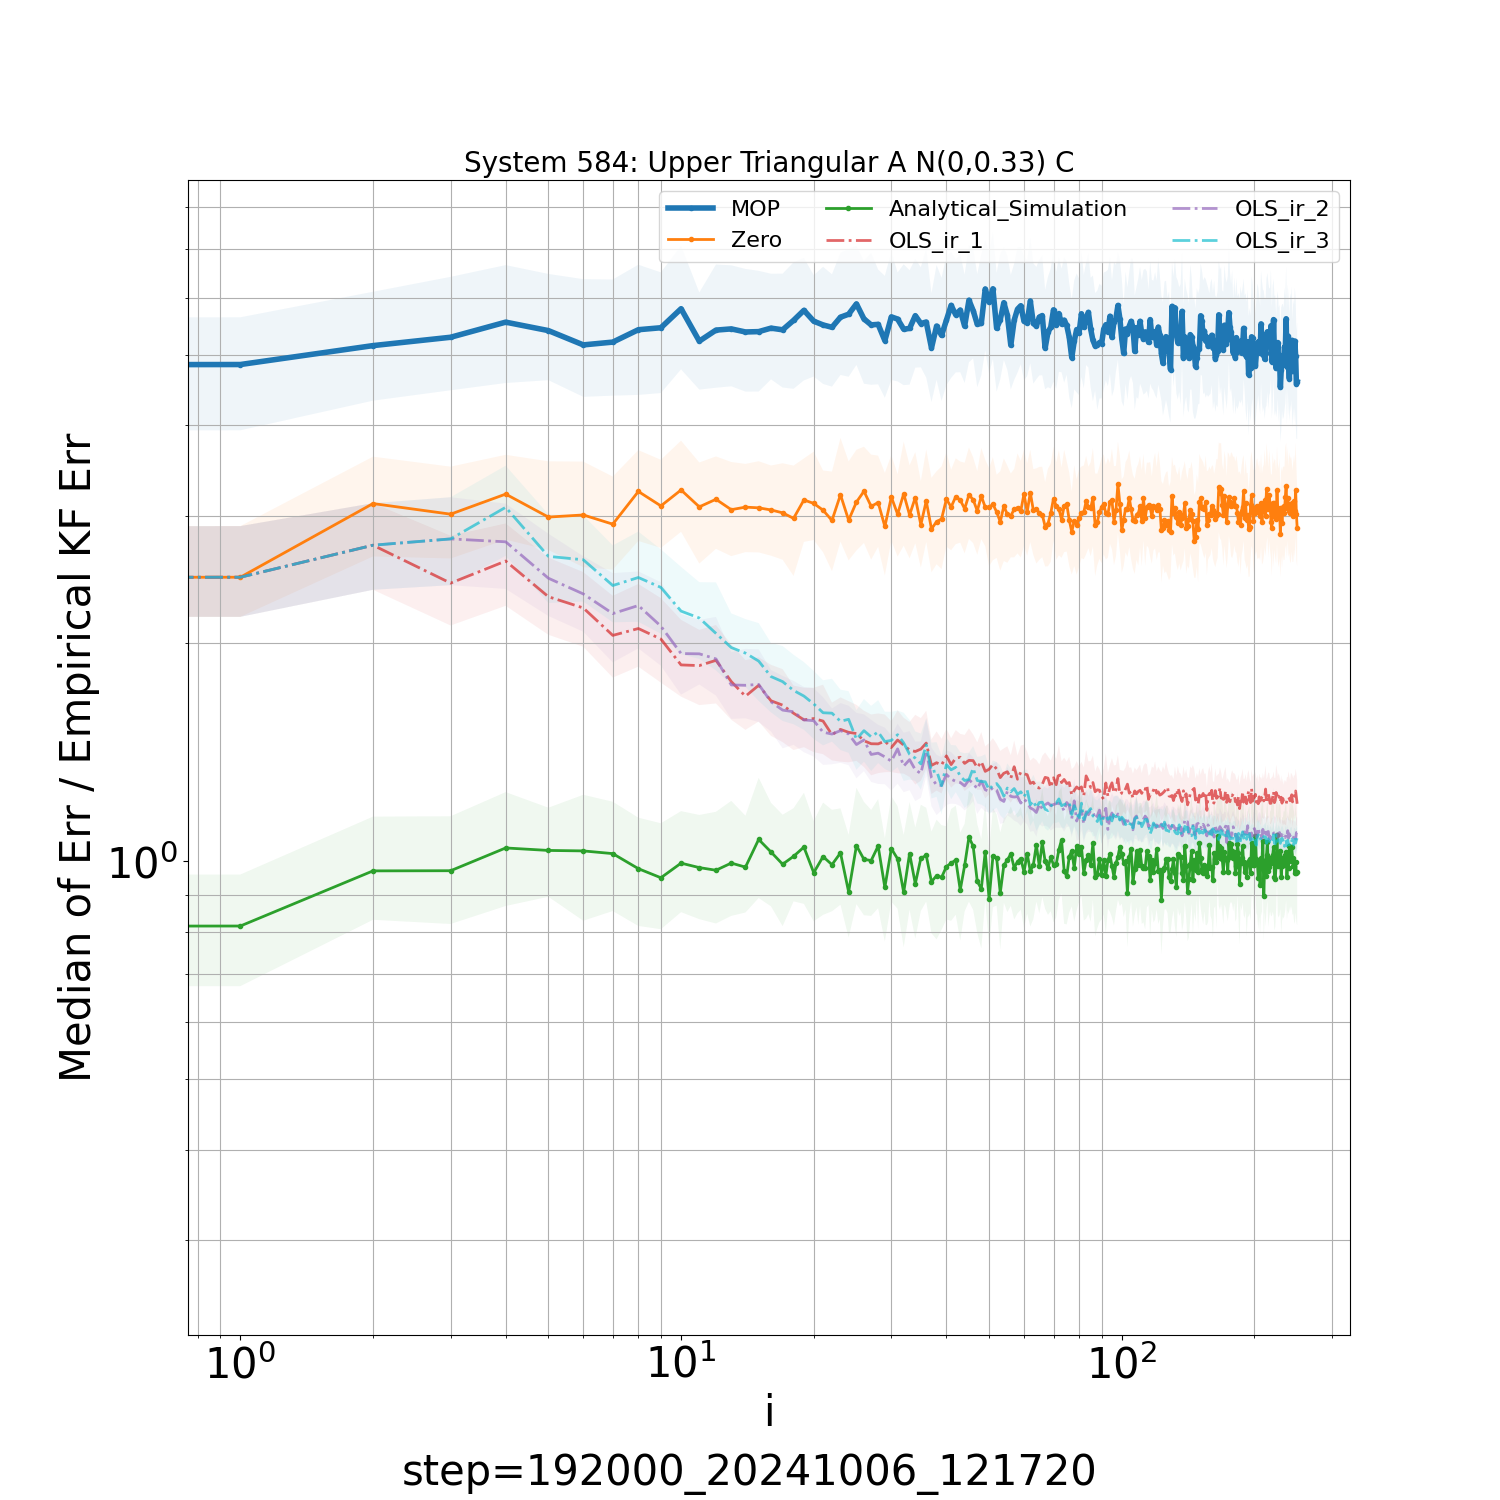 System 584: Upper Triangular A N(0,0.33) C
MOP
Zero
Analytical_Simulation
OLS_ir_1
OLS_ir_2
OLS_ir_3
Median of Err / Empirical KF Err
10⁰
10⁰ 10¹ 10²
i
step=192000_20241006_121720